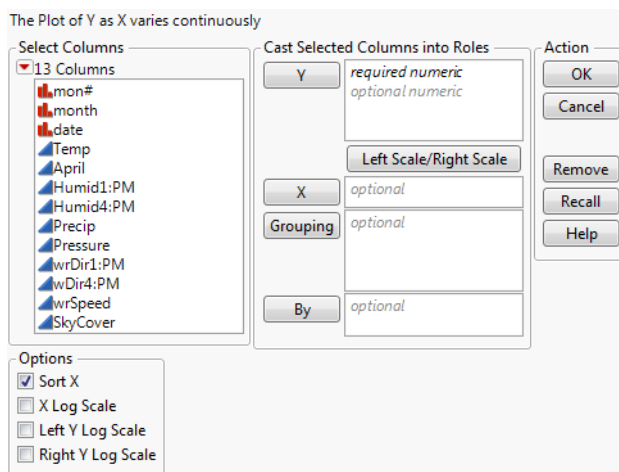 The Plot of Y as X varies continuously
Select Columns
13 Columns
mon#
month
date
Temp
April
Humid1:PM
Humid4:PM
Precip
Pressure
wrDir1:PM
wDir4:PM
wrSpeed
SkyCover
Cast Selected Columns into Roles
Y
required numeric
optional numeric
Left Scale/Right Scale
X
optional
Grouping
optional
By
optional
Action
OK
Cancel
Remove
Recall
Help
Options
Sort X
X Log Scale
Left Y Log Scale
Right Y Log Scale